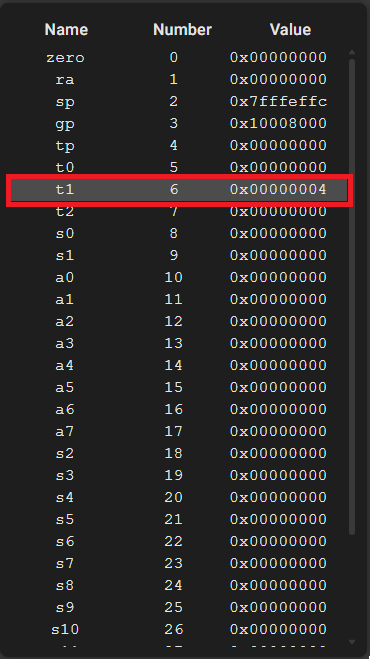 Name Number Value
zero 0 0x00000000
ra 1 0x00000000
sp 2 0x7fffeffc
gp 3 0x10008000
tp 4 0x00000000
t0 5 0x00000000
t1 6 0x00000004
t2 7 0x00000000
s0 8 0x00000000
s1 9 0x00000000
a0 10 0x00000000
a1 11 0x00000000
a2 12 0x00000000
a3 13 0x00000000
a4 14 0x00000000
a5 15 0x00000000
a6 16 0x00000000
a7 17 0x00000000
s2 18 0x00000000
s3 19 0x00000000
s4 20 0x00000000
s5 21 0x00000000
s6 22 0x00000000
s7 23 0x00000000
s8 24 0x00000000
s9 25 0x00000000
s10 26 0x00000000